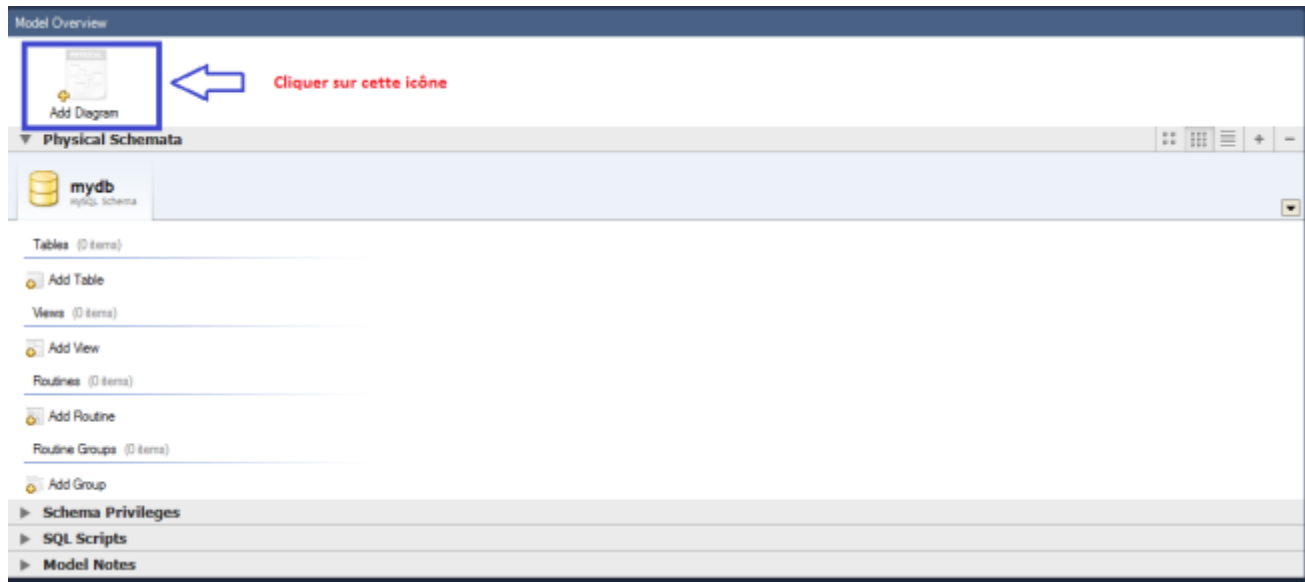 Model Overview
Cliquer sur cette icône
Add Diagram
Physical Schemata
mydb
MySQL Schema
Tables (0 items)
Add Table
Views (0 items)
Add View
Routines (0 items)
Add Routine
Routine Groups (0 items)
Add Group
Schema Privileges
SQL Scripts
Model Notes